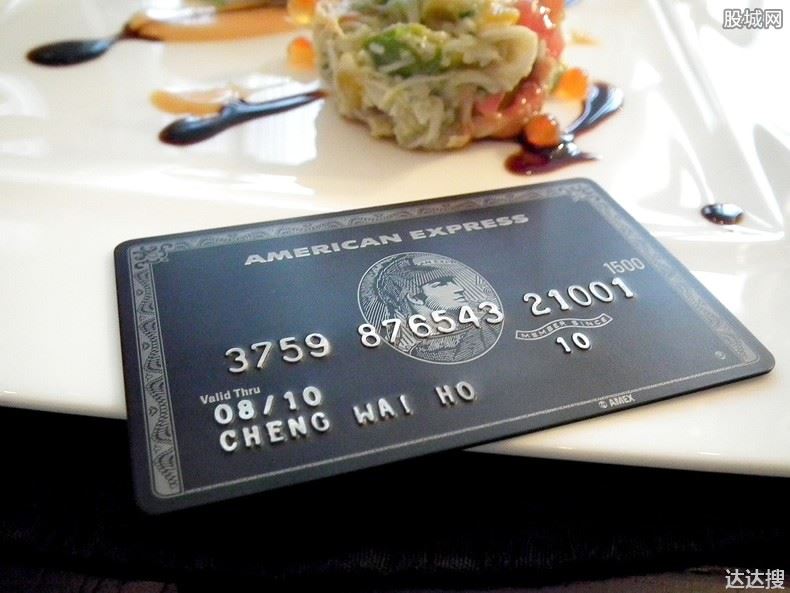 股城网
AMERICAN EXPRESS
1500
3759 876543 21001
MEMBER SINCE
10
Valid Thru
08/10
CHENG WAI HO
© AMEX
达达搜